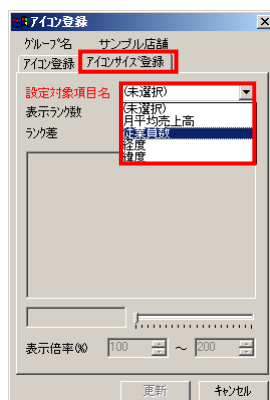 アイコン登録
グループ名 サンプル店舗
アイコン登録 アイコンサイズ登録
設定対象項目名 (未選択)
(未選択)
表示ランク数 月平均売上高
従業員数
ランク差 経度
緯度
表示倍率(%) 100 ～ 200
更新 キャンセル